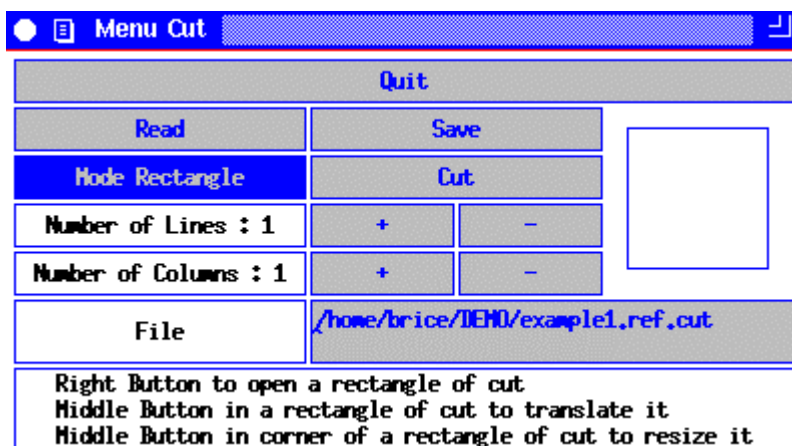 Menu Cut
Quit
Read Save
Mode Rectangle Cut
Number of Lines : 1 + -
Number of Columns : 1 + -
File /home/brice/DEMO/example1.ref.cut
Right Button to open a rectangle of cut
Middle Button in a rectangle of cut to translate it
Middle Button in corner of a rectangle of cut to resize it